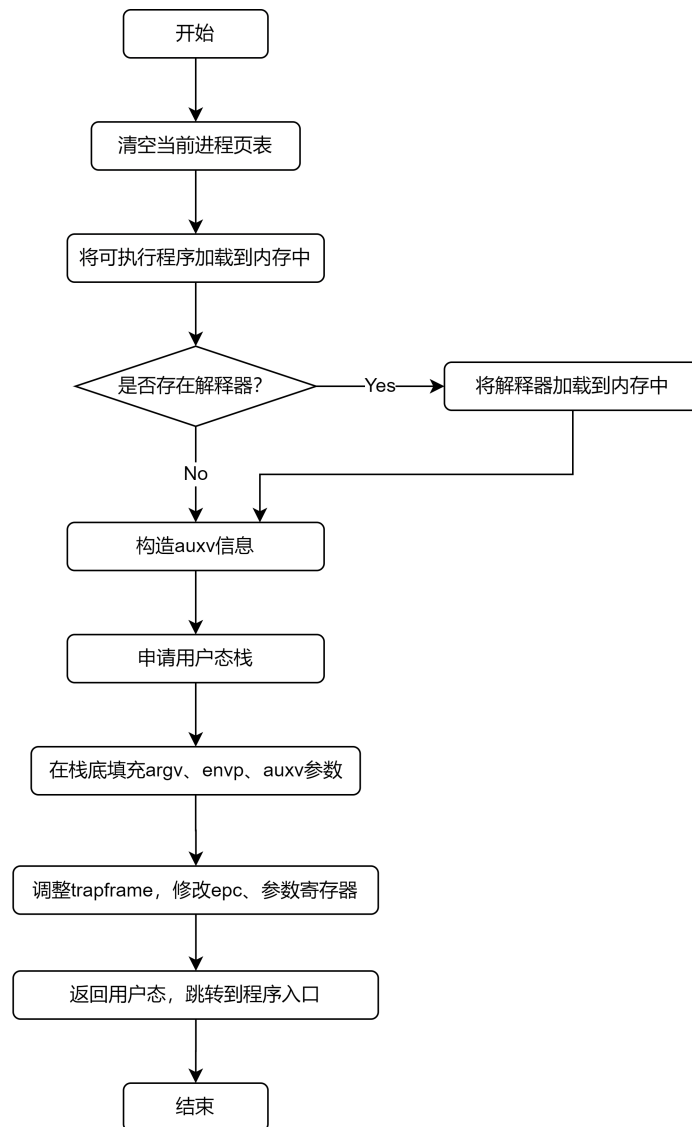 开始
清空当前进程页表
将可执行程序加载到内存中
是否存在解释器?
Yes
将解释器加载到内存中
No
构造auxv信息
申请用户态栈
在栈底填充argv、envp、auxv参数
调整trapframe，修改epc、参数寄存器
返回用户态，跳转到程序入口
结束